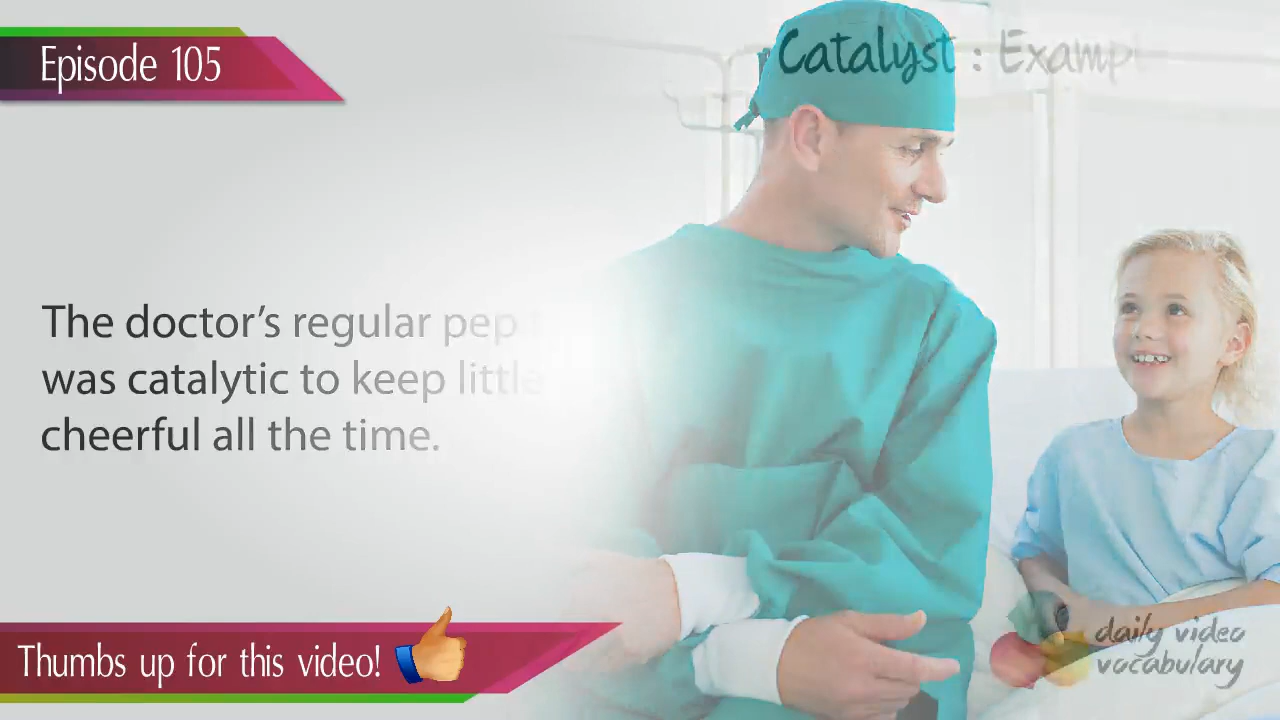 Episode 105
Catalyst : Examp
The doctor's regular pep
was catalytic to keep little
cheerful all the time.
Thumbs up for this video!
daily video
vocabulary